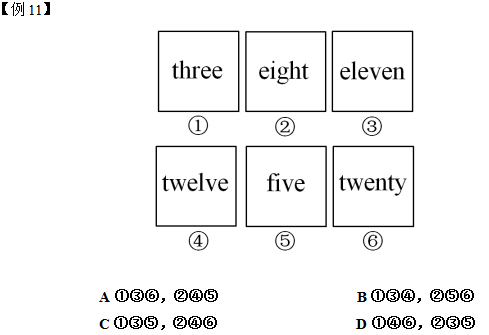 【例 11】
three eight eleven
① ② ③
twelve five twenty
④ ⑤ ⑥
A ①③⑥，②④⑤ B ①③④，②⑤⑥
C ①③⑤，②④⑥ D ①④⑥，②③⑤